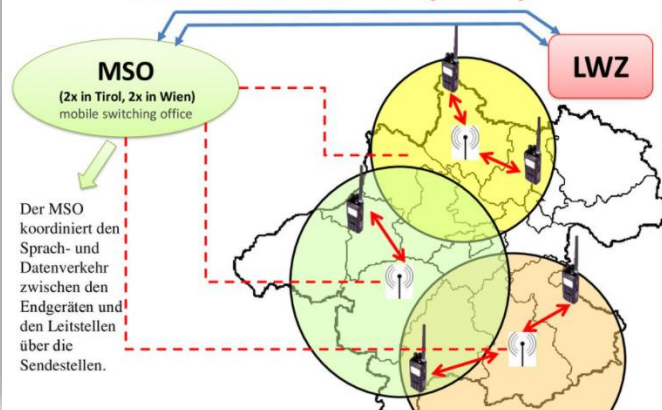 MSO
(2x in Tirol, 2x in Wien)
mobile switching office
LWZ
Der MSO
koordiniert den
Sprach- und
Datenverkehr
zwischen den
Endgeräten und
den Leitstellen
über die
Sendestellen.